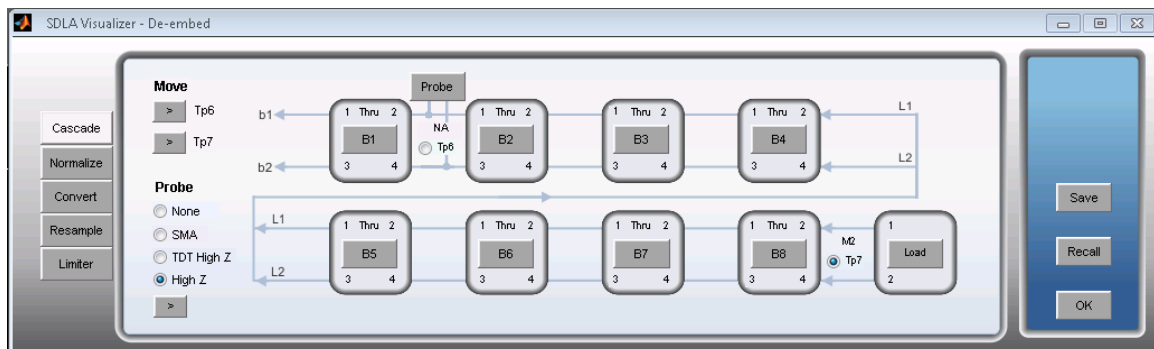 SDLA Visualizer - De-embed
Move
> Tp6
> Tp7
Probe
b1
1 Thru 2
B1
3 4
NA
Tp6
1 Thru 2
B2
3 4
1 Thru 2
B3
3 4
1 Thru 2
B4
3 4
L1
L2
b2
Cascade
Normalize
Convert
Resample
Limiter
Probe
None
SMA
TDT High Z
High Z
>
L1
L2
1 Thru 2
B5
3 4
1 Thru 2
B6
3 4
1 Thru 2
B7
3 4
1 Thru 2
B8
3 4
M2
Tp7
1
Load
2
Save
Recall
OK